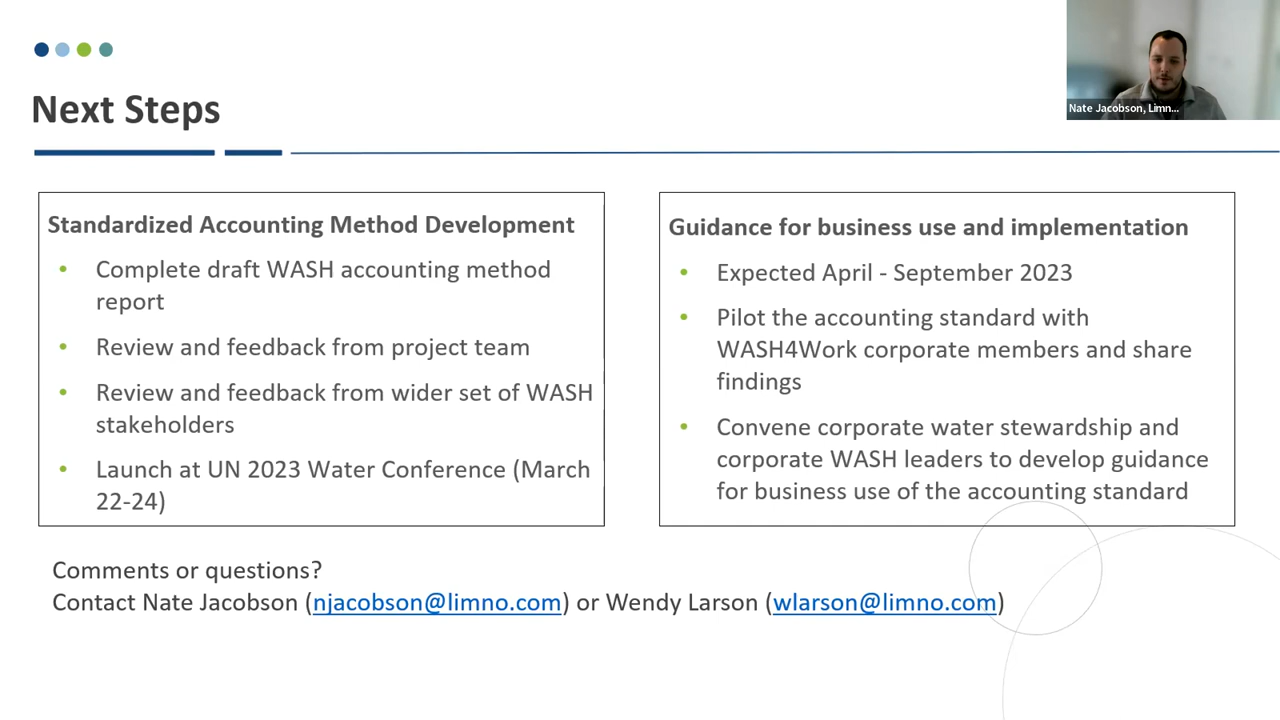 Nate Jacobson, Limn...
Next Steps
Standardized Accounting Method Development
• Complete draft WASH accounting method
report
• Review and feedback from project team
• Review and feedback from wider set of WASH
stakeholders
• Launch at UN 2023 Water Conference (March
22-24)
Guidance for business use and implementation
• Expected April - September 2023
• Pilot the accounting standard with
WASH4Work corporate members and share
findings
• Convene corporate water stewardship and
corporate WASH leaders to develop guidance
for business use of the accounting standard
Comments or questions?
Contact Nate Jacobson (njacobson@limno.com) or Wendy Larson (wlarson@limno.com)